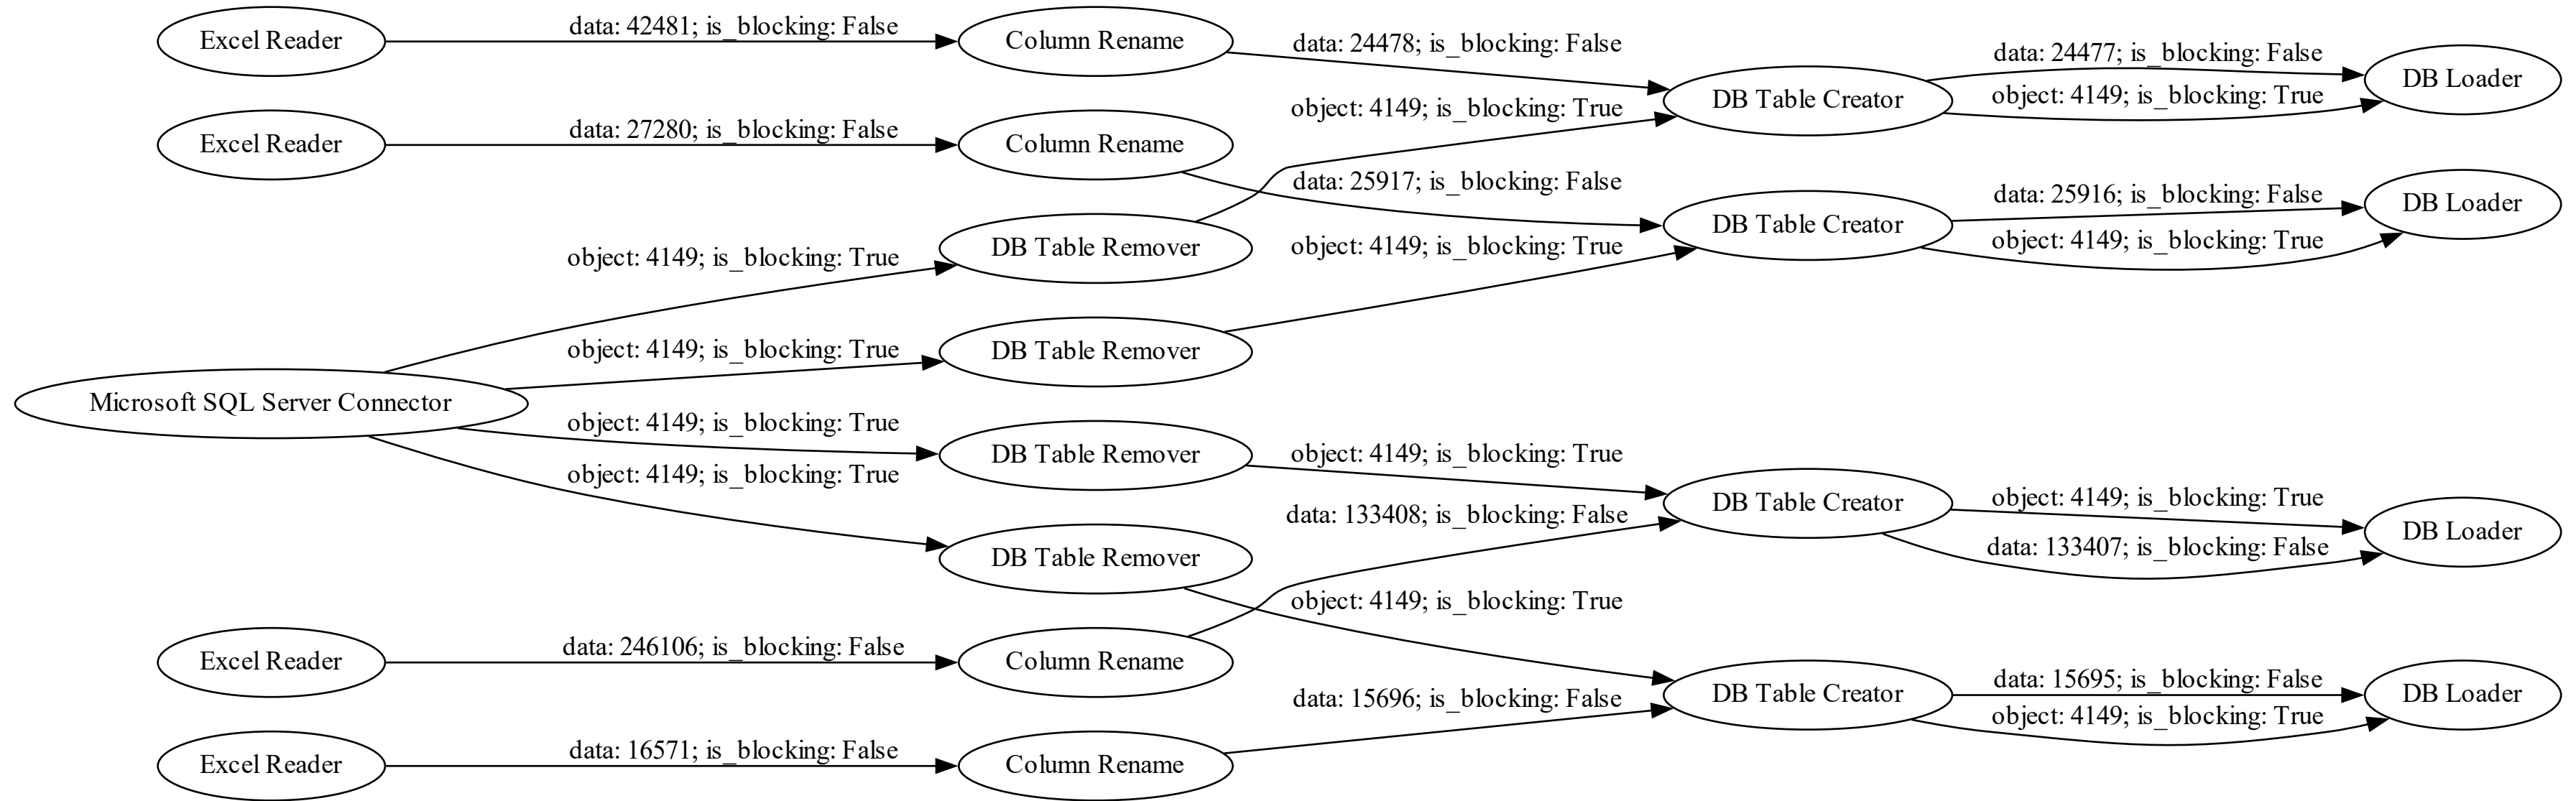 Excel Reader
data: 42481; is_blocking: False
Column Rename
data: 24478; is_blocking: False
DB Table Creator
data: 24477; is_blocking: False
object: 4149; is_blocking: True
DB Loader
Excel Reader
data: 27280; is_blocking: False
Column Rename
object: 4149; is_blocking: True
data: 25917; is_blocking: False
DB Table Creator
data: 25916; is_blocking: False
object: 4149; is_blocking: True
DB Loader
object: 4149; is_blocking: True
DB Table Remover
object: 4149; is_blocking: True
object: 4149; is_blocking: True
DB Table Remover
Microsoft SQL Server Connector
object: 4149; is_blocking: True
DB Table Remover
object: 4149; is_blocking: True
object: 4149; is_blocking: True
DB Table Remover
data: 133408; is_blocking: False
DB Table Creator
object: 4149; is_blocking: True
data: 133407; is_blocking: False
DB Loader
object: 4149; is_blocking: True
Excel Reader
data: 246106; is_blocking: False
Column Rename
data: 15696; is_blocking: False
DB Table Creator
data: 15695; is_blocking: False
object: 4149; is_blocking: True
DB Loader
Excel Reader
data: 16571; is_blocking: False
Column Rename